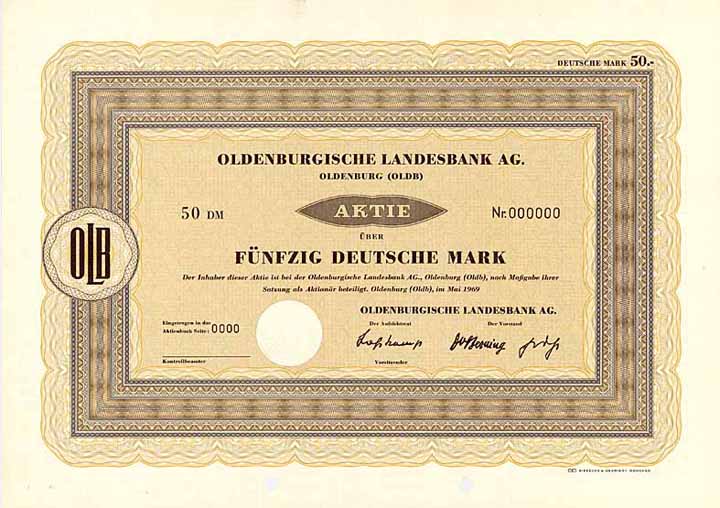 DEUTSCHE MARK 50.-
OLDENBURGISCHE LANDESBANK AG.
OLDENBURG (OLDB)
50 DM
AKTIE
Nr. 000000
ÜBER
FÜNFZIG DEUTSCHE MARK
OLB
Der Inhaber dieser Aktie ist bei der Oldenburgische Landesbank AG., Oldenburg (Oldb), nach Maßgabe ihrer
Satzung als Aktionär beteiligt. Oldenburg (Oldb), im Mai 1969
OLDENBURGISCHE LANDESBANK AG.
Eingetragen in das
Aktienbuch Seite: 0000
Der Aufsichtsrat
Der Vorstand
Vorsitzender
Kontrollbeamter
GIESECKE & DEVRIENT MÜNCHEN